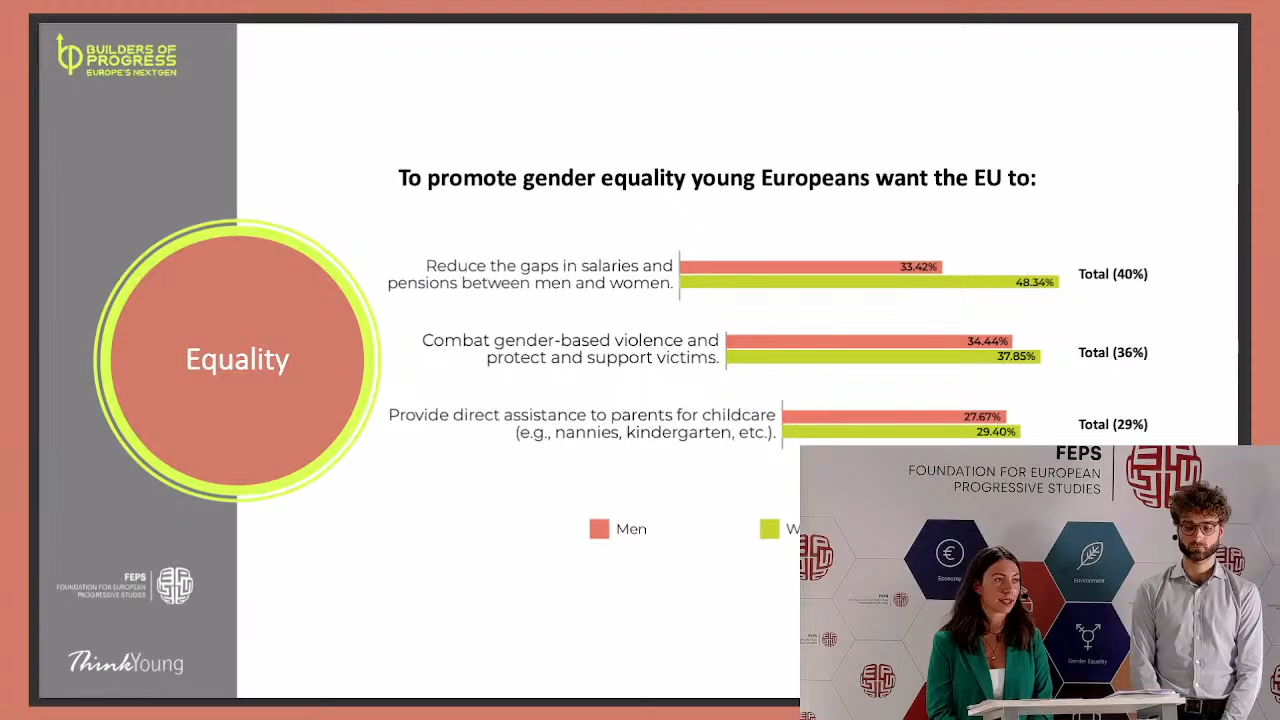 BUILDERS OF
PROGRESS
EUROPE'S NEXTGEN
To promote gender equality young Europeans want the EU to:
Reduce the gaps in salaries and
pensions between men and women.
33.42%
48.34%
Total (40%)
Combat gender-based violence and
protect and support victims.
34.44%
37.85%
Total (36%)
Equality
Provide direct assistance to parents for childcare
(e.g., nannies, kindergarten, etc.).
27.67%
29.40%
Total (29%)
Men
W
FEPS
FOUNDATION FOR EUROPEAN
PROGRESSIVE STUDIES
ThinkYoung
FEPS
FOUNDATION FOR EUROPEAN
PROGRESSIVE STUDIES
Economy
Environment
Gender Equality
FEPS
FEPS